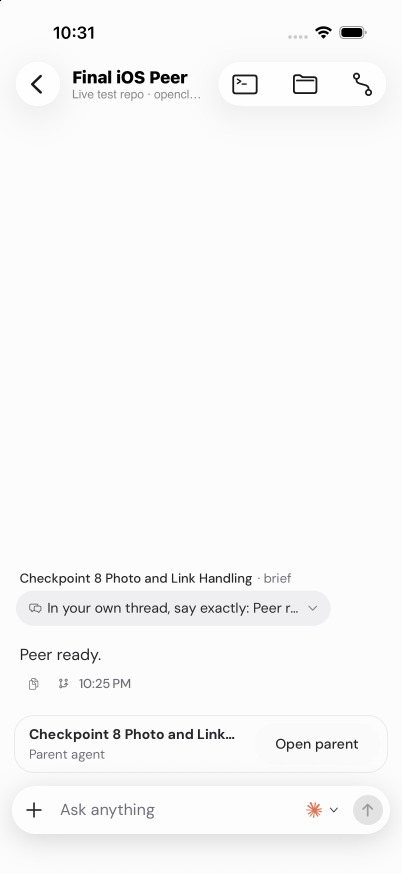 10:31
Final iOS Peer
Live test repo · opencl...
Checkpoint 8 Photo and Link Handling · brief
In your own thread, say exactly: Peer r...
Peer ready.
10:25 PM
Checkpoint 8 Photo and Link...
Parent agent
Open parent
Ask anything